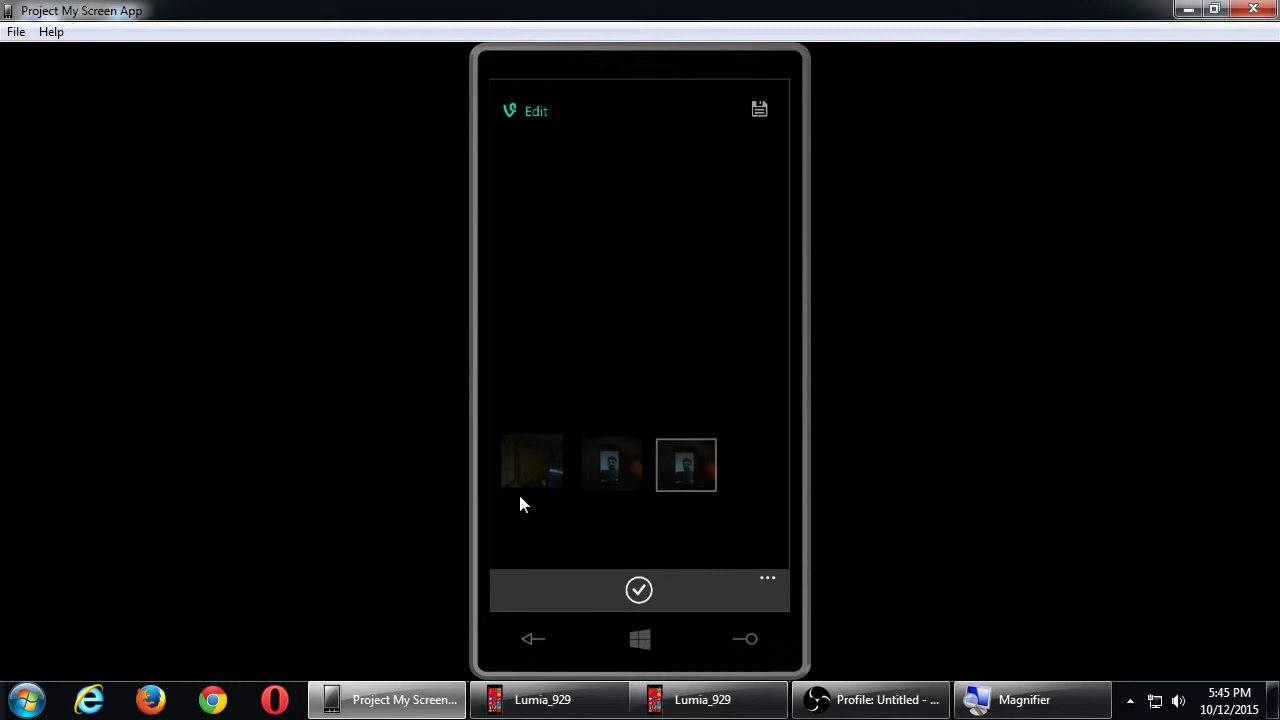 Project My Screen App
File Help
Edit
Project My Screen... Lumia_929 Lumia_929 Profile: Untitled - ... Magnifier
5:45 PM
10/12/2015